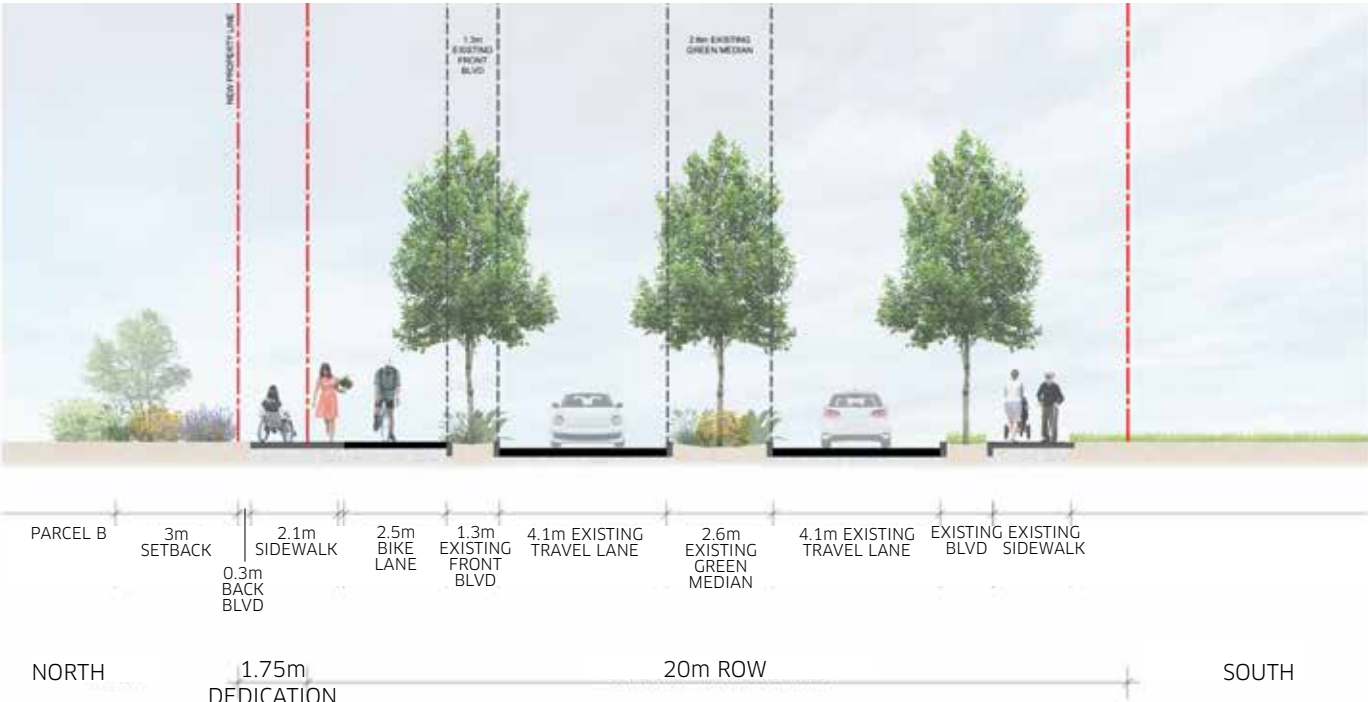 NEW PROPERTY LINE
1.3m
EXISTING
FRONT
BLVD
2.6m EXISTING
GREEN MEDIAN
PARCEL B
3m
SETBACK
0.3m
BACK
BLVD
2.1m
SIDEWALK
2.5m
BIKE
LANE
1.3m
EXISTING
FRONT
BLVD
4.1m EXISTING
TRAVEL LANE
2.6m
EXISTING
GREEN
MEDIAN
4.1m EXISTING
TRAVEL LANE
EXISTING
BLVD
EXISTING
SIDEWALK
NORTH
1.75m
DEDICATION
20m ROW
SOUTH